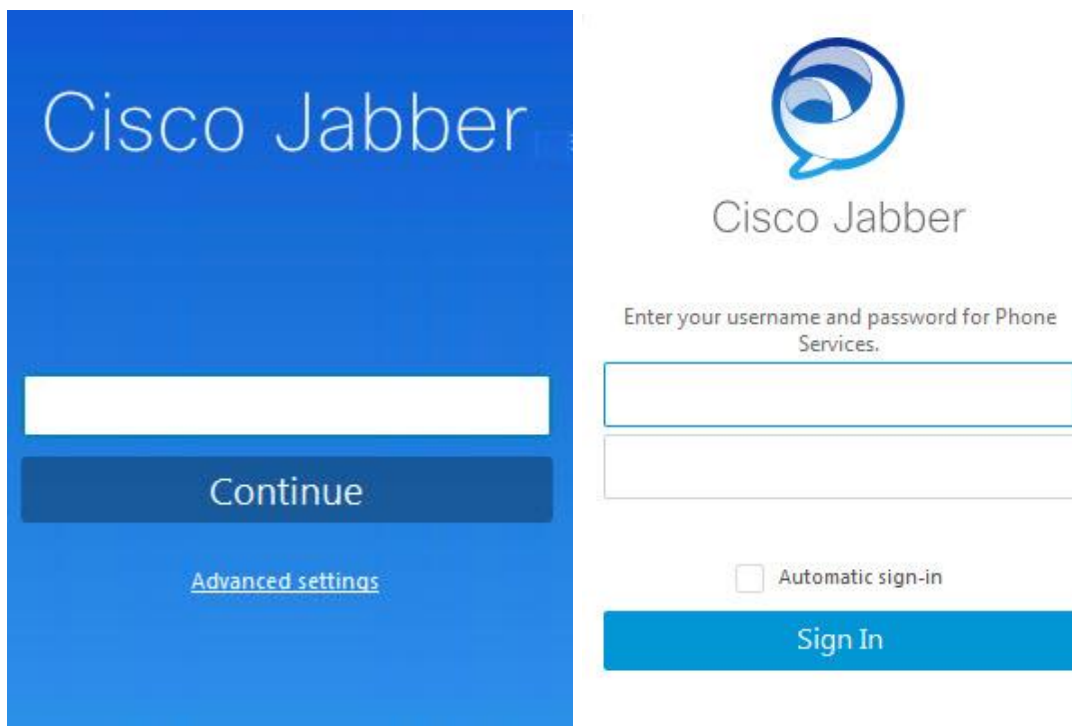 Cisco Jabber
Continue
Advanced settings
Cisco Jabber
Enter your username and password for Phone
Services.
Automatic sign-in
Sign In